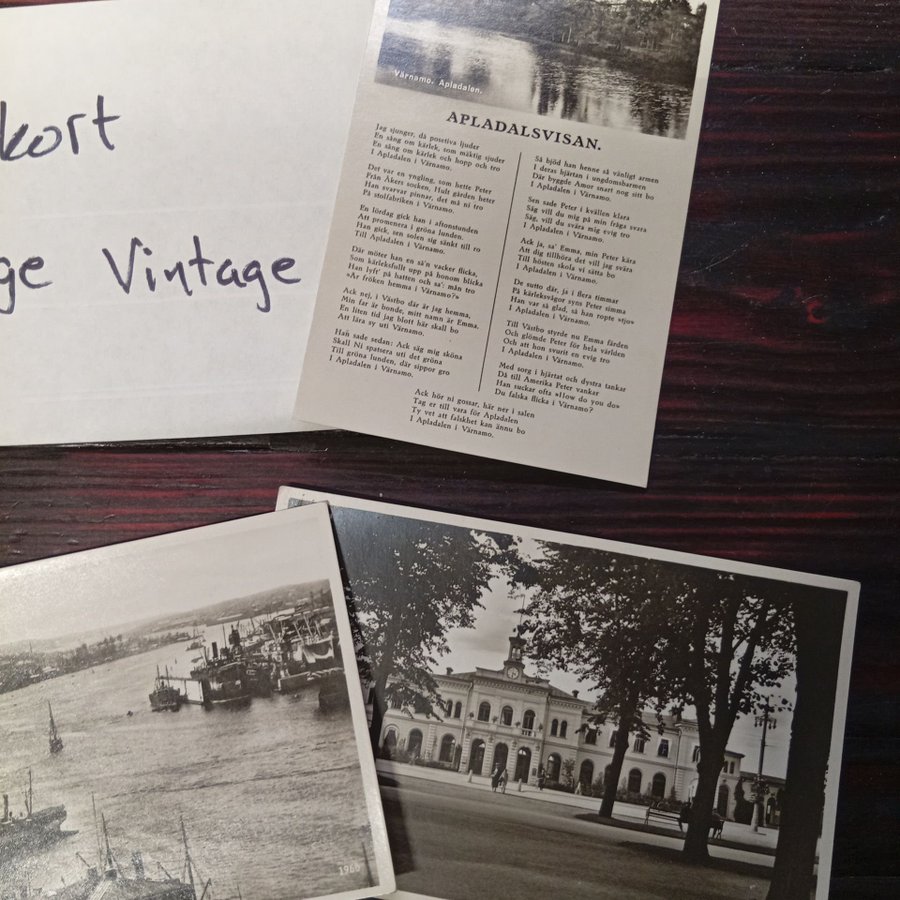 kort
ge Vintage
Värnamo. Apladalen.
APLADALSVISAN.
Jag sjunger, då posetiva ljuder
En sång om kärlek, som mäktig sjuder
En sång om kärlek och hopp och tro
I Apladalen i Värnamo.
Det var en yngling, som hette Peter
Från Åkers socken, Hult gården heter
Han svarvar pinnar, det må ni tro
På stolfabriken i Värnamo.
En lördag gick han i aftonstunden
Att promenera i gröna lunden.
Han gick, sen solen sig sänkt till ro
Till Apladalen i Värnamo.
Där möter han en så'n vacker flicka,
Som kärleksfullt upp på honom blicka
Han lyft' på hatten och sa': män tro
»Är fröken hemma i Värnamo?»
Ack nej, i Västbo där är jag hemma,
Min far är bonde, mitt namn är Emma.
En liten tid jag blott här skall bo
Att lära sy uti Värnamo.
Han sade sedan: Ack säg mig sköna
Skall Ni spatsera uti det gröna
Till gröna lunden, där sippor gro
I Apladalen i Värnamo.
Så bjöd han henne så vänligt armen
I deras hjärtan i ungdomsbarmen
Där byggde Amor snart nog sitt bo
I Apladalen i Värnamo.
Sen sade Peter i kvällen klara
Säg vill du mig på min fråga svara
Säg, vill du svära mig evig tro
I Apladalen i Värnamo.
Ack ja, sa' Emma, min Peter kära
Att dig tillhöra det vill jag svära
Till hösten skola vi sätta bo
I Apladalen i Värnamo.
De sutto där, ja i flera timmar
På kärleksvågor syns Peter simma
Han var så glad, så han ropte »tjo»
I Apladalen i Värnamo.
Till Västbo styrde nu Emma färden
Och glömde Peter för hela världen
Och att hon svurit en evig tro
I Apladalen i Värnamo.
Med sorg i hjärtat och dystra tankar
Då till Amerika Peter vankar
Han suckar ofta »How do you do»
Du falska flicka i Värnamo?
Ack hör ni gossar, här ner i salen
Tag er till vara för Apladalen
Ty vet att falskhet kan ännu bo
I Apladalen i Värnamo.